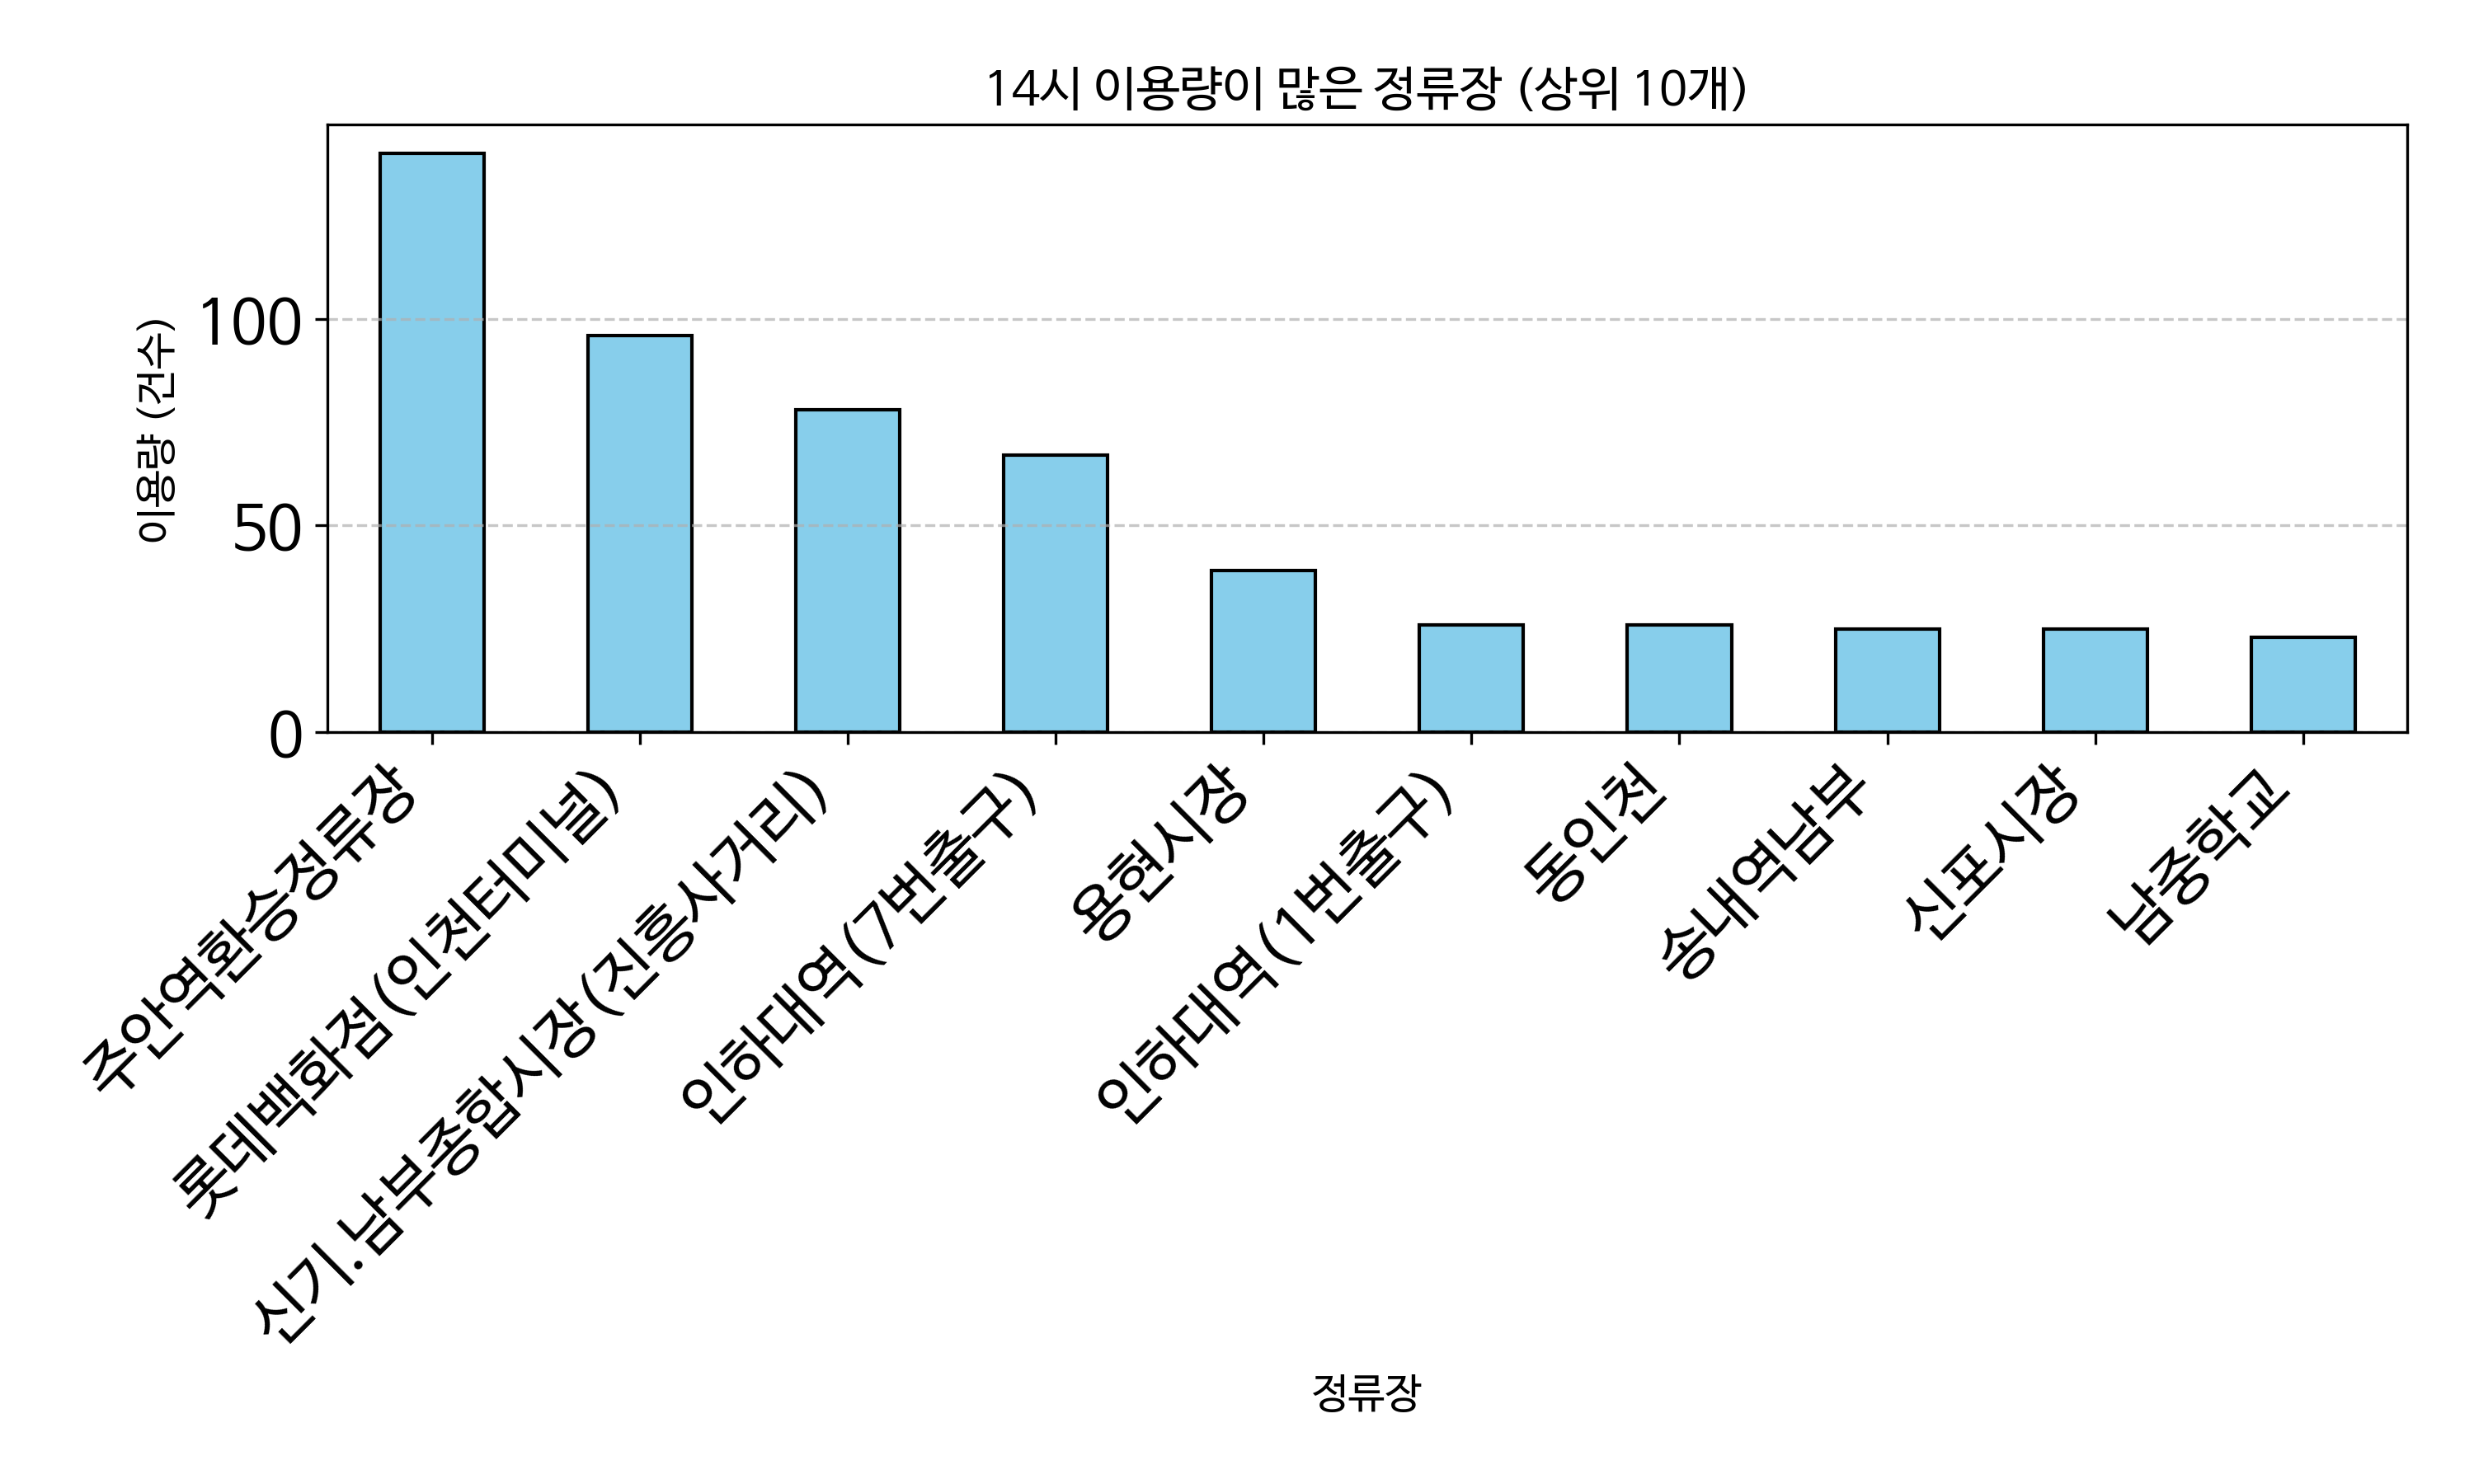 14시 이용량이 많은 정류장 (상위 10개)
이용량 (건수)
100
50
0
주안역환승정류장
롯데백화점(인천터미널)
신기.남부종합시장(진흥사거리)
인하대역 (7번출구)
용현시장
인하대역 (1번출구)
동인천
송내역남부
신포시장
남중학교
정류장